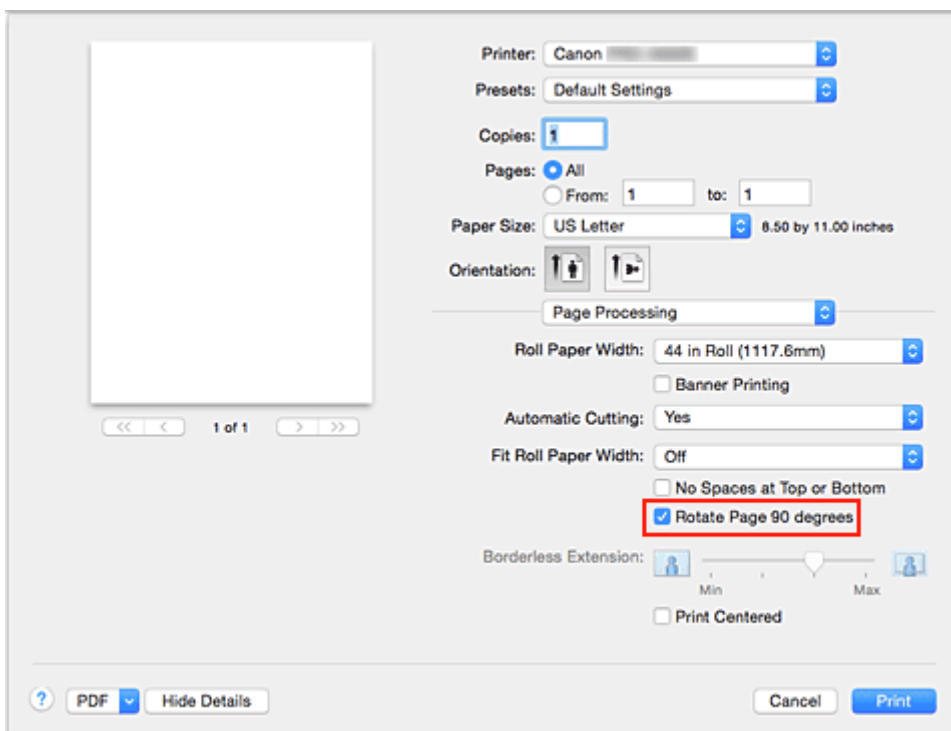 Printer: Canon
Presets: Default Settings
Copies: 1
Pages: All
From: 1 to: 1
Paper Size: US Letter 8.50 by 11.00 inches
Orientation:
Page Processing
Roll Paper Width: 44 in Roll (1117.6mm)
Banner Printing
1 of 1
Automatic Cutting: Yes
Fit Roll Paper Width: Off
No Spaces at Top or Bottom
Rotate Page 90 degrees
Borderless Extension:
Min Max
Print Centered
? PDF Hide Details Cancel Print